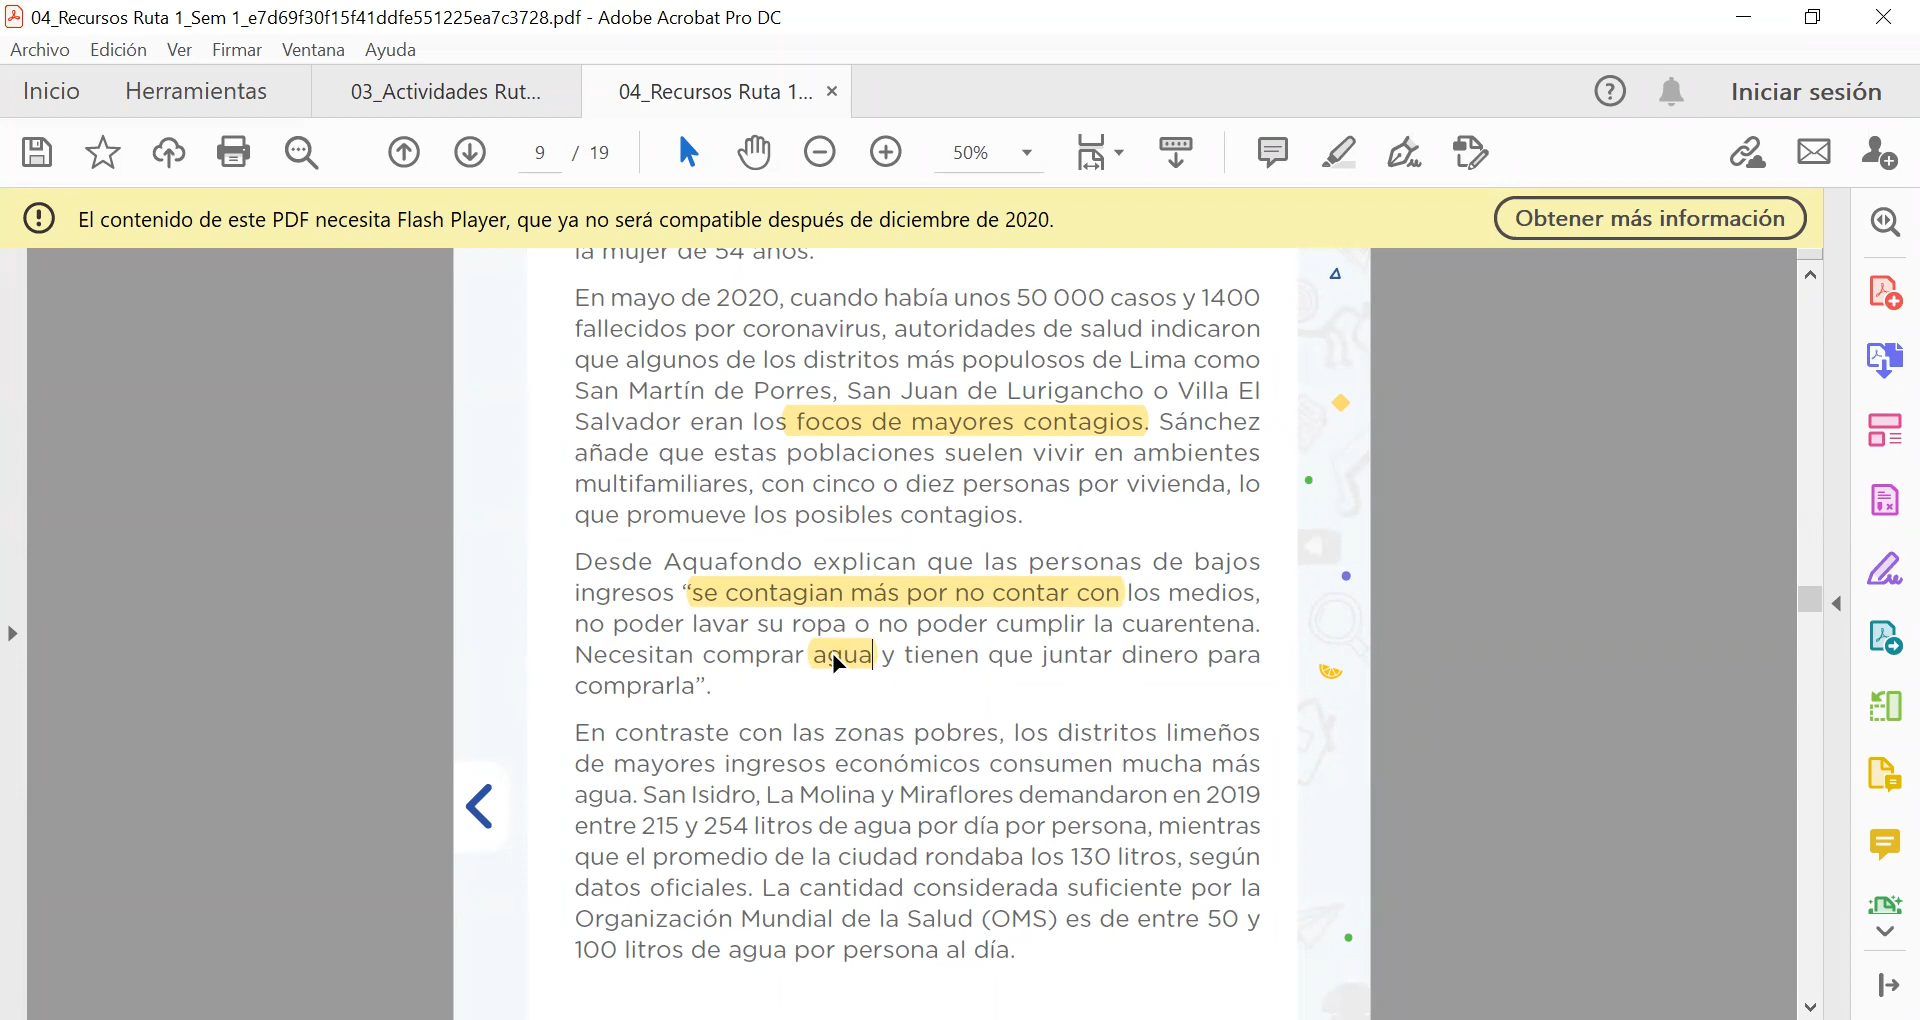 04_Recursos Ruta 1_Sem 1_e7d69f30f15f41ddfe551225ea7c3728.pdf - Adobe Acrobat Pro DC
Archivo Edición Ver Firmar Ventana Ayuda
Inicio Herramientas 03_Actividades Rut... 04_Recursos Ruta 1... × Iniciar sesión
9 / 19 50%
El contenido de este PDF necesita Flash Player, que ya no será compatible después de diciembre de 2020. Obtener más información
la mujer de 54 años.
En mayo de 2020, cuando había unos 50 000 casos y 1400
fallecidos por coronavirus, autoridades de salud indicaron
que algunos de los distritos más populosos de Lima como
San Martín de Porres, San Juan de Lurigancho o Villa El
Salvador eran los focos de mayores contagios. Sánchez
añade que estas poblaciones suelen vivir en ambientes
multifamiliares, con cinco o diez personas por vivienda, lo
que promueve los posibles contagios.
Desde Aquafondo explican que las personas de bajos
ingresos “se contagian más por no contar con los medios,
no poder lavar su ropa o no poder cumplir la cuarentena.
Necesitan comprar agua y tienen que juntar dinero para
comprarla”.
En contraste con las zonas pobres, los distritos limeños
de mayores ingresos económicos consumen mucha más
agua. San Isidro, La Molina y Miraflores demandaron en 2019
entre 215 y 254 litros de agua por día por persona, mientras
que el promedio de la ciudad rondaba los 130 litros, según
datos oficiales. La cantidad considerada suficiente por la
Organización Mundial de la Salud (OMS) es de entre 50 y
100 litros de agua por persona al día.